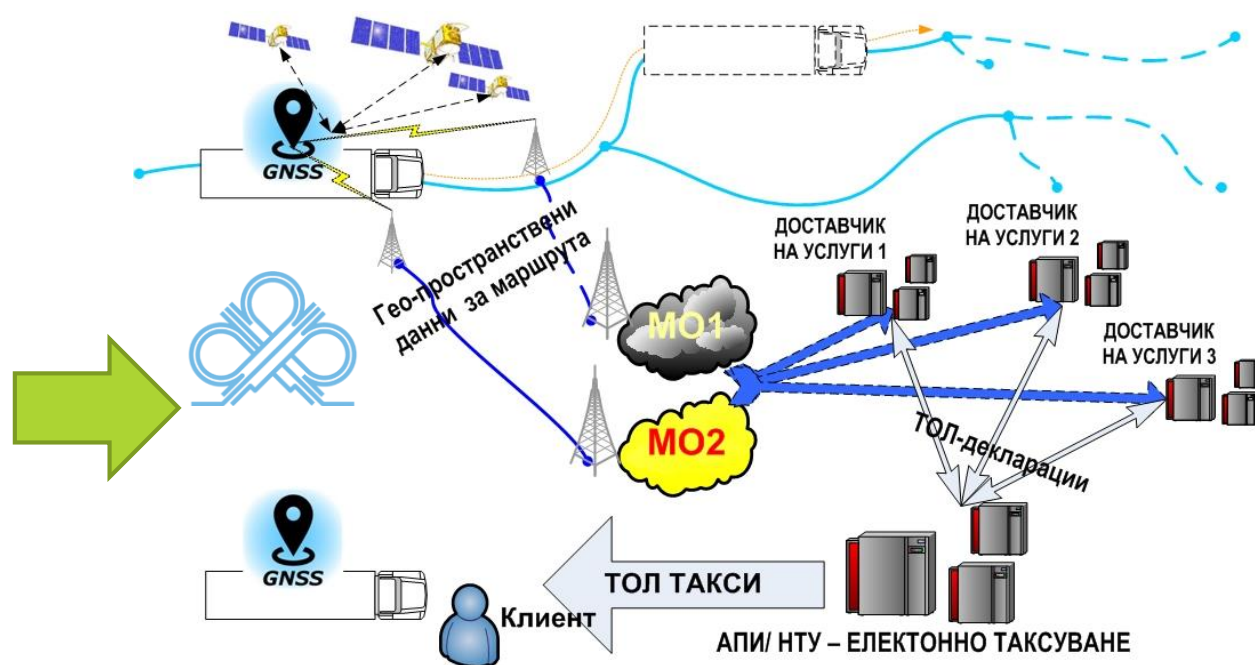 GNSS
ДОСТАВЧИК
НА УСЛУГИ 1
ДОСТАВЧИК
НА УСЛУГИ 2
Гео-пространствени
данни за маршрута
МО1
ДОСТАВЧИК
НА УСЛУГИ 3
МО2
ТОЛ-декларации
GNSS
ТОЛ ТАКСИ
Клиент
АПИ/ НТУ – ЕЛЕКТОННО ТАКСУВАНЕ